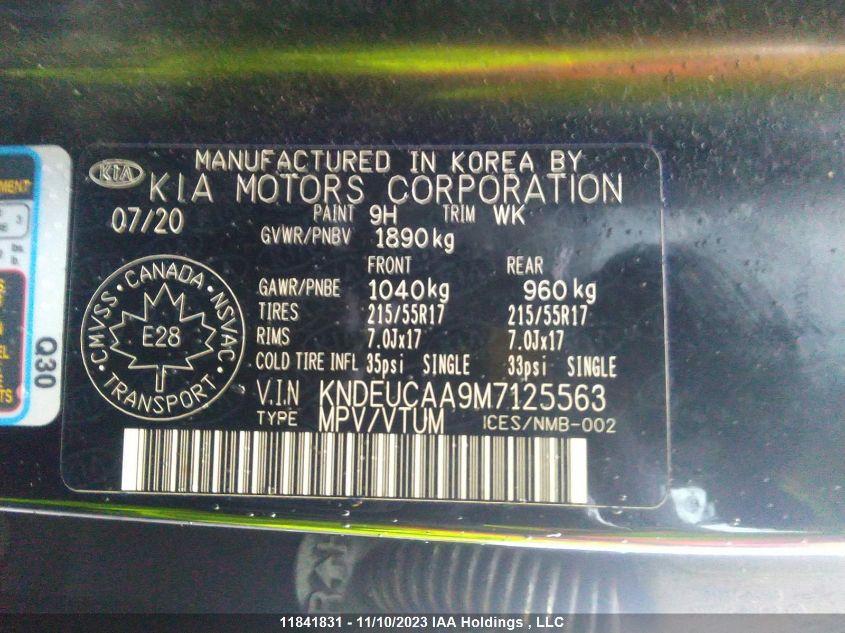 KIA
MANUFACTURED IN KOREA BY
KIA MOTORS CORPORATION
07/20 PAINT 9H TRIM WK
GVWR/PNBV 1890kg
FRONT REAR
GAWR/PNBE 1040kg 960kg
TIRES 215/55R17 215/55R17
RIMS 7.0Jx17 7.0Jx17
COLD TIRE INFL 35psi SINGLE 33psi SINGLE
V.I.N KNDEUCAA9M7125563
TYPE MPV/VTUM ICES/NMB-002
CMVSS • CANADA • NSVAC • TRANSPORT •
E28
Q30
11841831 - 11/10/2023 IAA Holdings , LLC